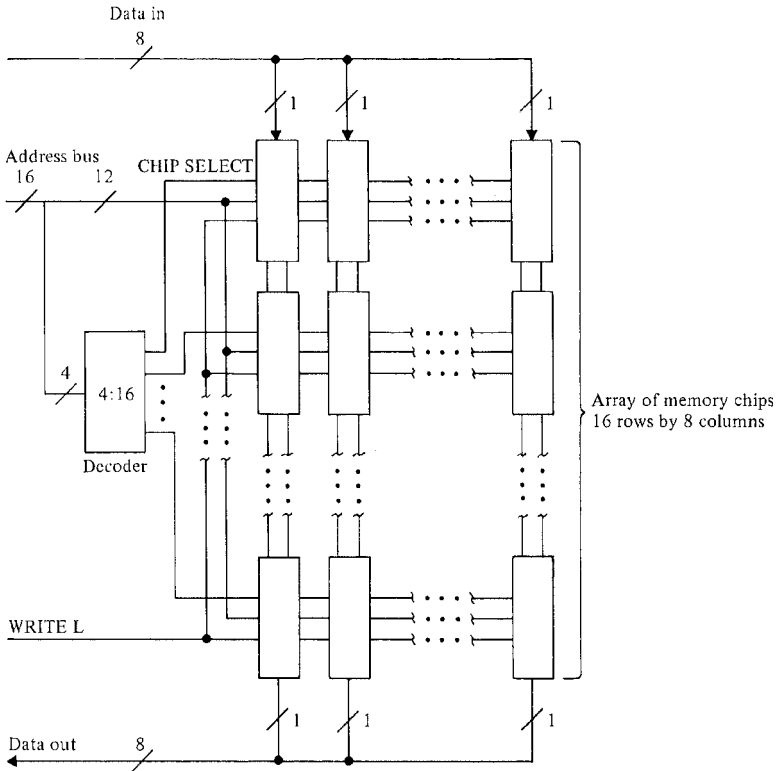 Data in
8
1
1
1
Address bus
16
12
CHIP SELECT
4
4:16
Decoder
Array of memory chips
16 rows by 8 columns
WRITE L
1
1
1
Data out
8